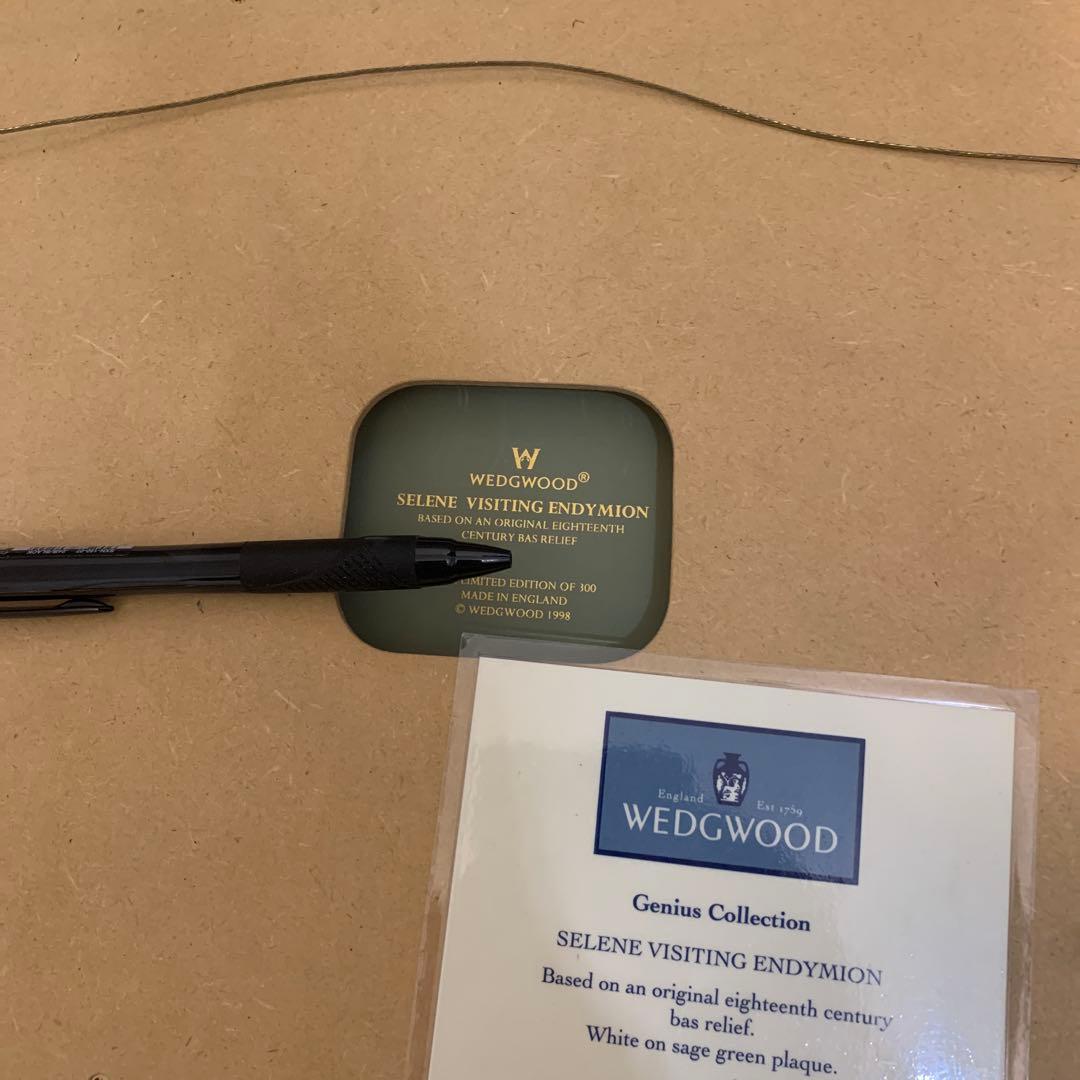 WEDGWOOD®
SELENE VISITING ENDYMION
BASED ON AN ORIGINAL EIGHTEENTH
CENTURY BAS RELIEF
LIMITED EDITION OF 300
MADE IN ENGLAND
© WEDGWOOD 1998
England Est 1759
WEDGWOOD
Genius Collection
SELENE VISITING ENDYMION
Based on an original eighteenth century
bas relief.
White on sage green plaque.